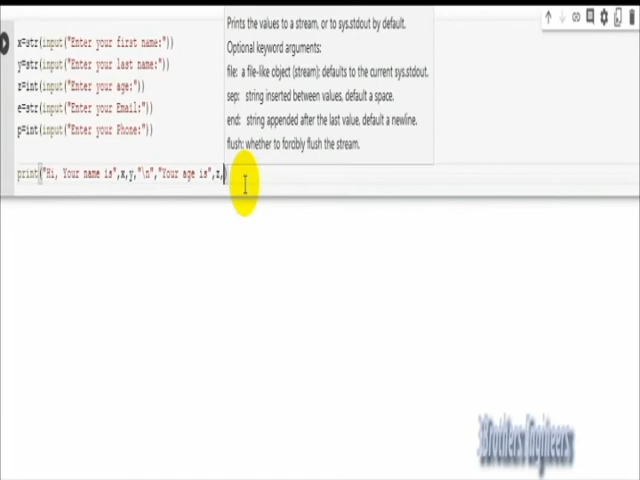 x=str(input("Enter your first name:"))
y=str(input("Enter your last name:"))
z=int(input("Enter your age:"))
e=str(input("Enter your Email:"))
p=int(input("Enter your Phone:"))
print("Hi, Your name is",x,y,"\n","Your age is",z,)
Prints the values to a stream, or to sys.stdout by default.
Optional keyword arguments:
file: a file-like object (stream); defaults to the current sys.stdout.
sep: string inserted between values, default a space.
end: string appended after the last value, default a newline.
flush: whether to forcibly flush the stream.
3Brothers Engineers